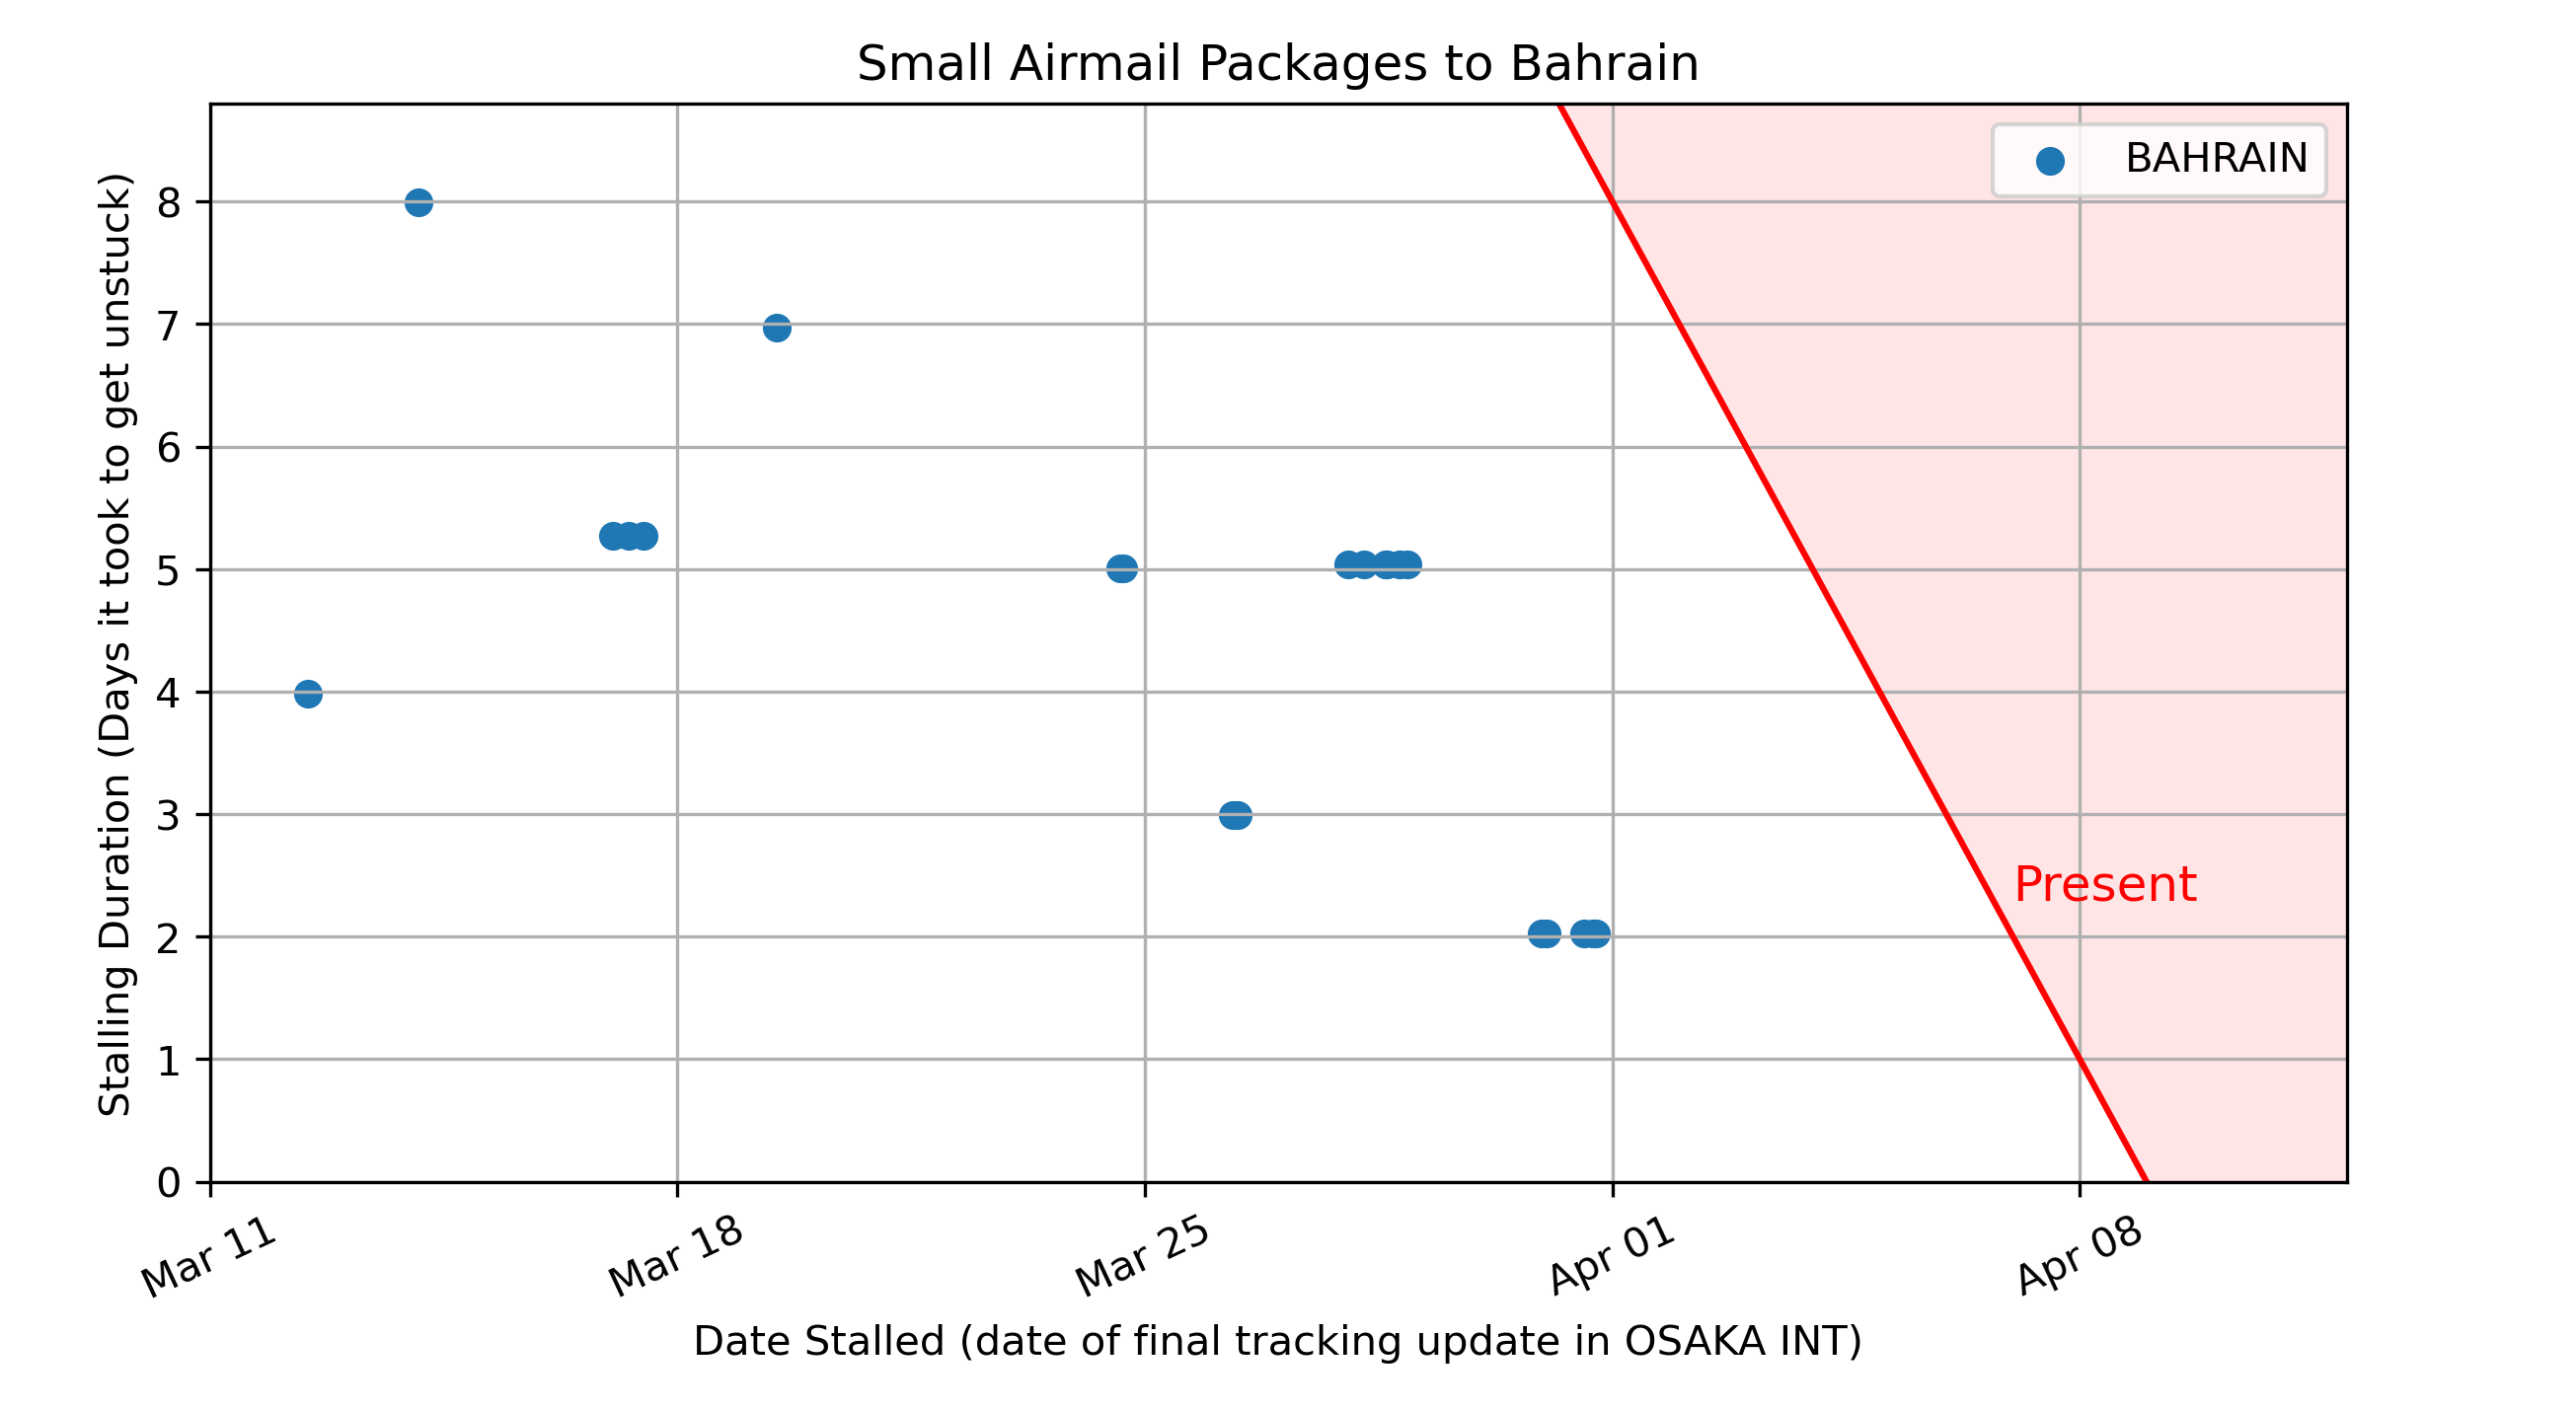 Small Airmail Packages to Bahrain
BAHRAIN
Stalling Duration (Days it took to get unstuck)
8
7
6
5
4
3
2
1
0
Present
Mar 11
Mar 18
Mar 25
Apr 01
Apr 08
Date Stalled (date of final tracking update in OSAKA INT)